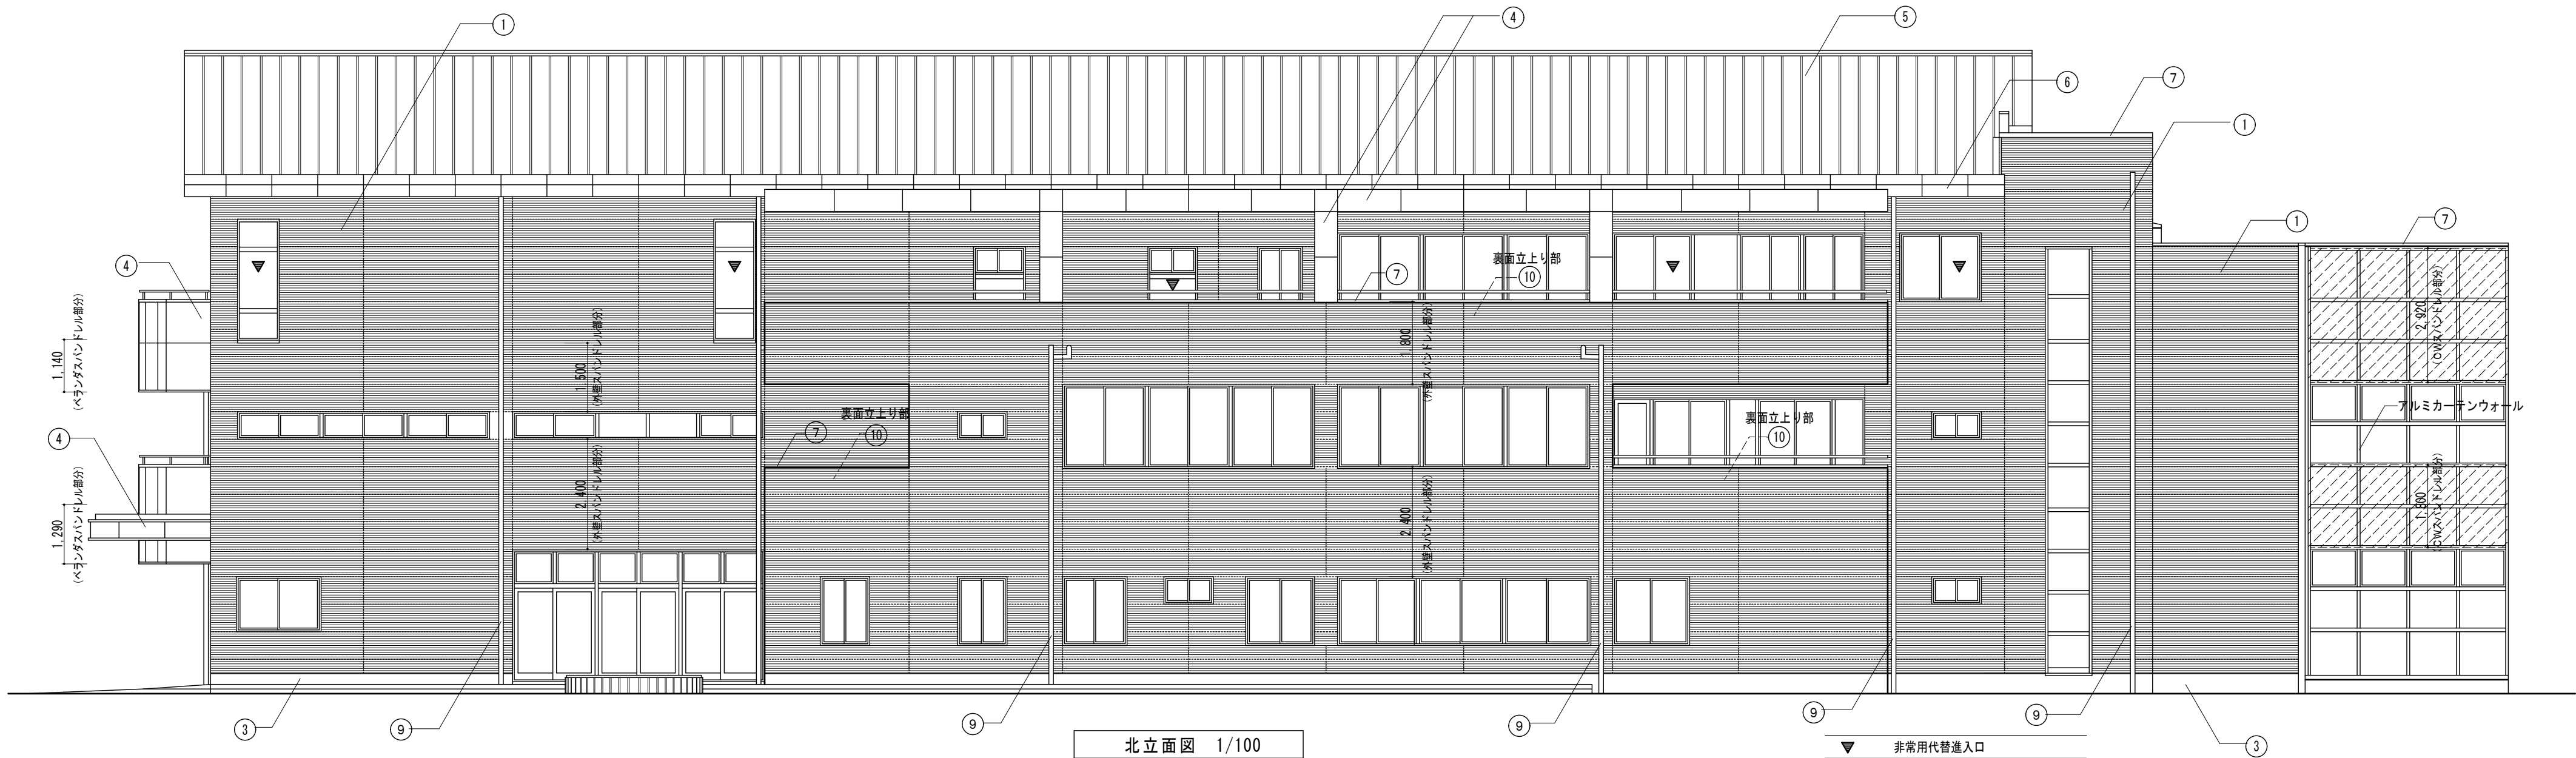 ①
④
⑤
⑥
⑦
①
①
⑦
④
裏面立上り部
⑩
⑦
1,140
(ベランダスパンドレル部分)
1,500
(外壁スパンドレル部分)
1,800
(外壁スパンドレル部分)
2,920
(CWスパンドレル部分)
④
裏面立上り部
⑩
⑦
裏面立上り部
⑩
アルミカーテンウォール
1,290
(ベランダスパンドレル部分)
2,400
(外壁スパンドレル部分)
2,400
(外壁スパンドレル部分)
1,860
(CWスパンドレル部分)
④
③
⑨
⑨
⑨
⑨
⑨
③
北立面図 1/100
▼ 非常用代替進入口